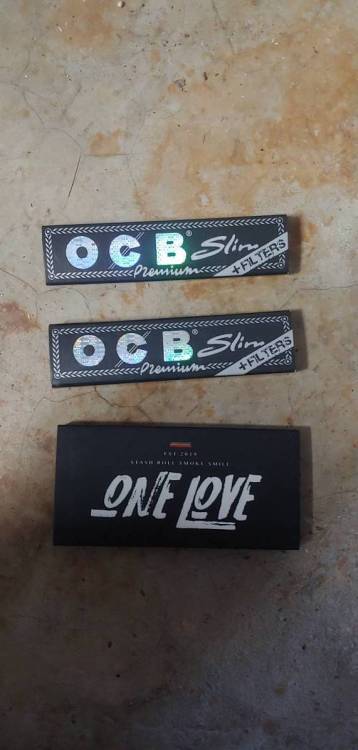 OCB® Slim
Premium
+FILTERS
OCB® Slim
Premium
+FILTERS
EST. 2019
STASH ROLL SMOKE SMILE
ONE LOVE